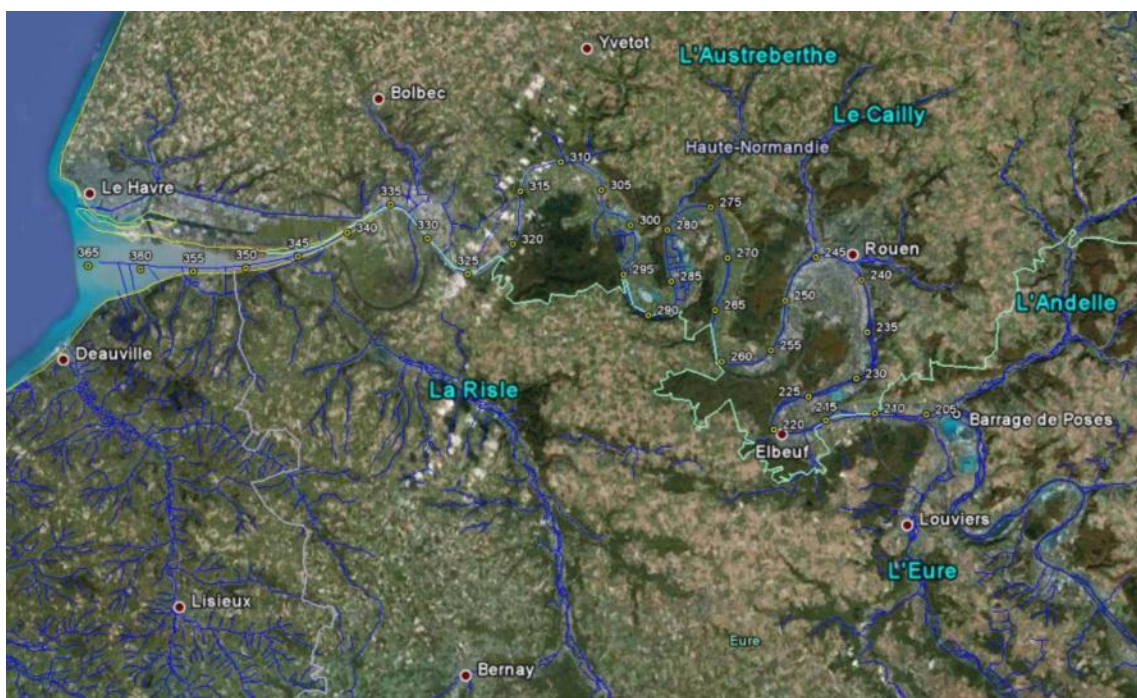 Yvetot
L'Austreberthe
Bolbec
Le Cailly
Haute-Normandie
310
Le Havre
315
305
335
275
300
280
340
330
320
345
245
Rouen
270
365
360
355
350
325
295
285
240
250
265
290
L'Andelle
235
255
Deauville
260
230
La Risle
225
215
210
205
Barrage de Poses
220
Elbeuf
Louviers
L'Eure
Lisieux
Eure
Bernay